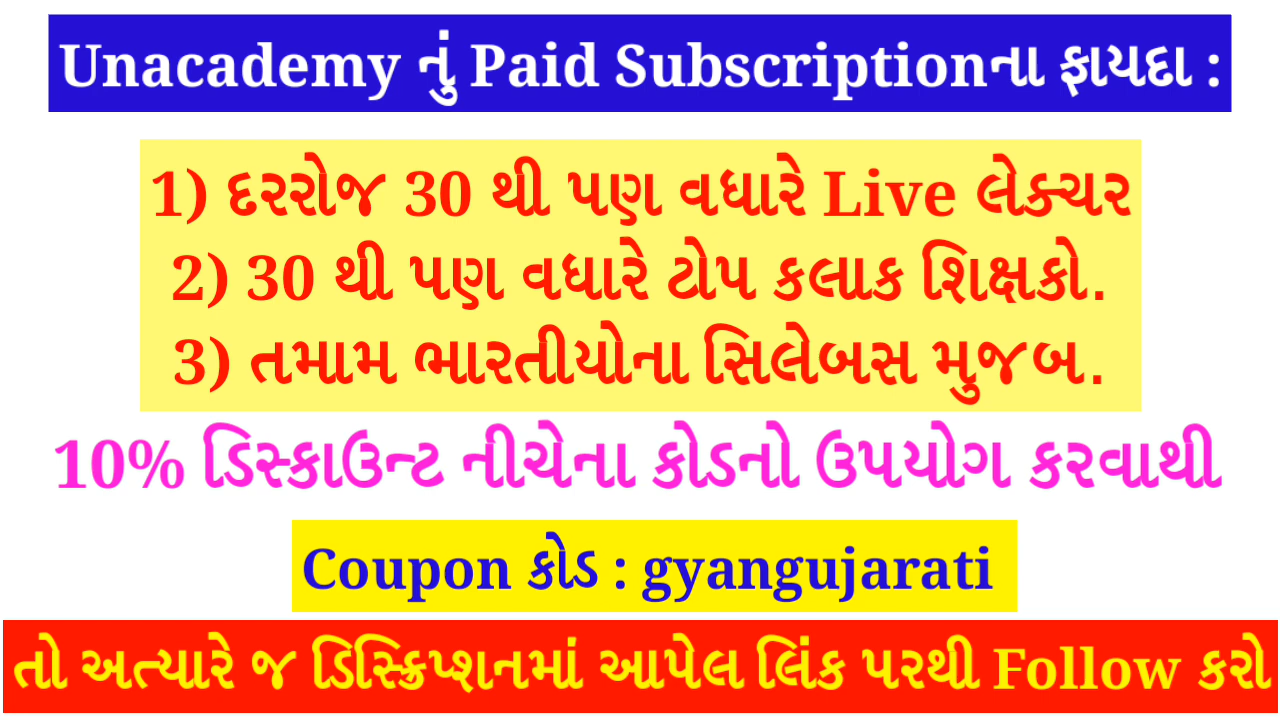 Unacademy નું Paid Subscriptionના ફાયદા :
1) દરરોજ 30 થી પણ વધારે Live લેક્ચર
2) 30 થી પણ વધારે ટોપ કલાક શિક્ષકો.
3) તમામ ભારતીયોના સિલેબસ મુજબ.
10% ડિસ્કાઉન્ટ નીચેના કોડનો ઉપયોગ કરવાથી
Coupon કોડ : gyangujarati
તો અત્યારે જ ડિસ્ક્રિપ્શનમાં આપેલ લિંક પરથી Follow કરો